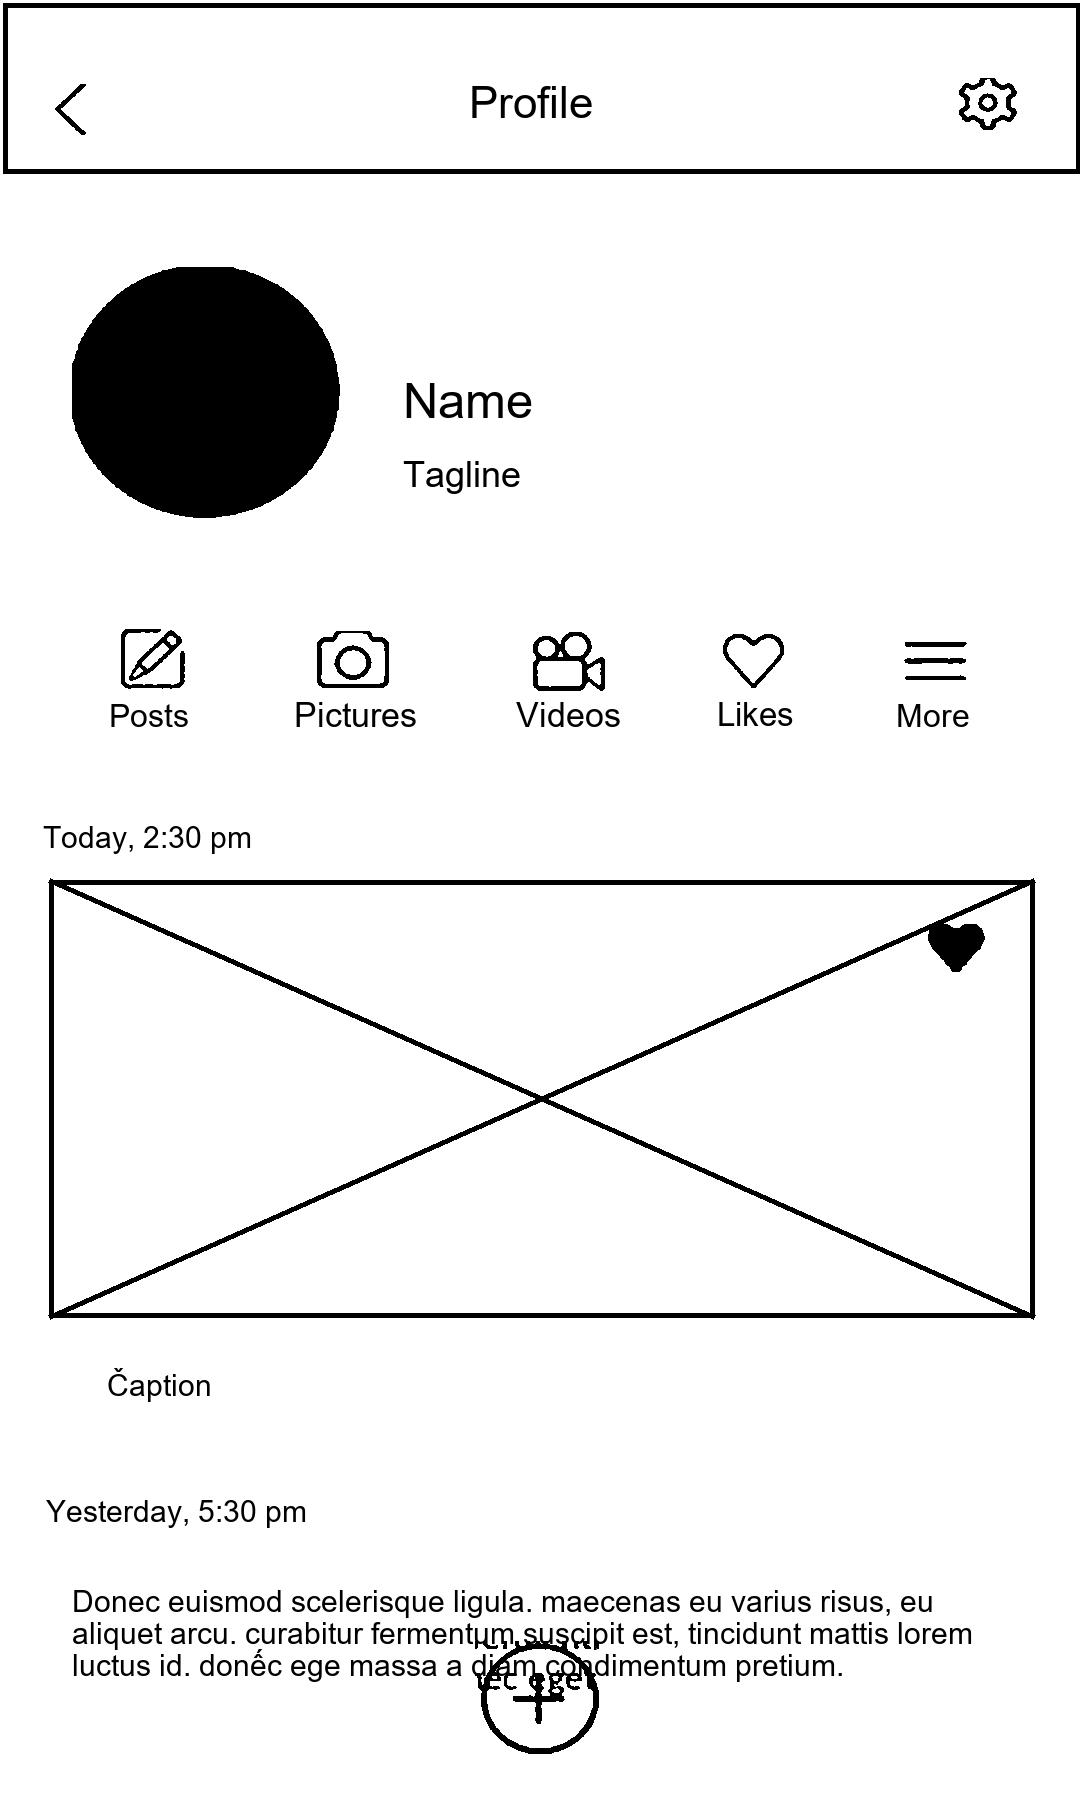 Profile
Name
Tagline
Posts
Pictures
Videos
Likes
More
Today, 2:30 pm
Čaption
Yesterday, 5:30 pm
Donec euismod scelerisque ligula. maecenas eu varius risus, eu
aliquet arcu. curabitur fermentum suscipit est, tincidunt mattis lorem
luctus id. donec ege massa a diam condimentum pretium.